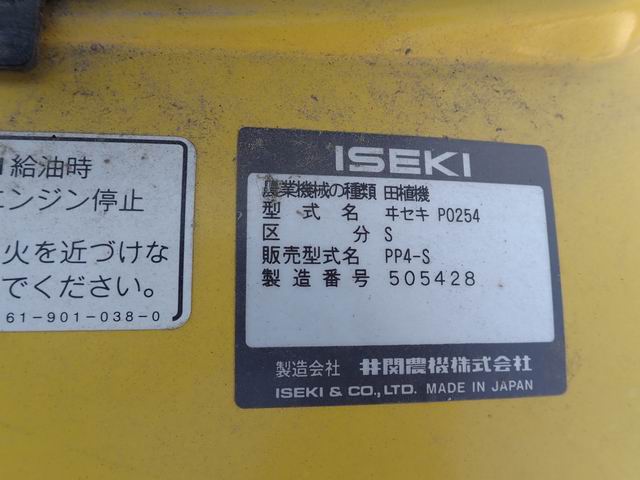 給油時
エンジン停止
火を近づけな
でください。
61-901-038-0
ISEKI
農業機械の種類 田植機
型式名 ヰセキ P0254
区分 S
販売型式名 PP4-S
製造番号 505428
製造会社 井関農機株式会社
ISEKI & CO., LTD. MADE IN JAPAN